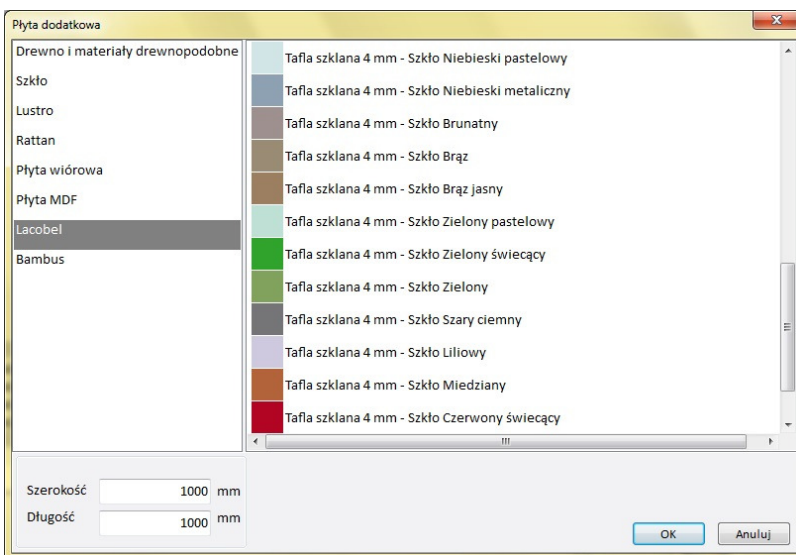 Płyta dodatkowa
Drewno i materiały drewnopodobne
Szkło
Lustro
Rattan
Płyta wiórowa
Płyta MDF
Lacobel
Bambus
Tafla szklana 4 mm - Szkło Niebieski pastelowy
Tafla szklana 4 mm - Szkło Niebieski metaliczny
Tafla szklana 4 mm - Szkło Brunatny
Tafla szklana 4 mm - Szkło Brąz
Tafla szklana 4 mm - Szkło Brąz jasny
Tafla szklana 4 mm - Szkło Zielony pastelowy
Tafla szklana 4 mm - Szkło Zielony świecący
Tafla szklana 4 mm - Szkło Zielony
Tafla szklana 4 mm - Szkło Szary ciemny
Tafla szklana 4 mm - Szkło Liliowy
Tafla szklana 4 mm - Szkło Miedziany
Tafla szklana 4 mm - Szkło Czerwony świecący
Szerokość 1000 mm
Długość 1000 mm
OK Anuluj